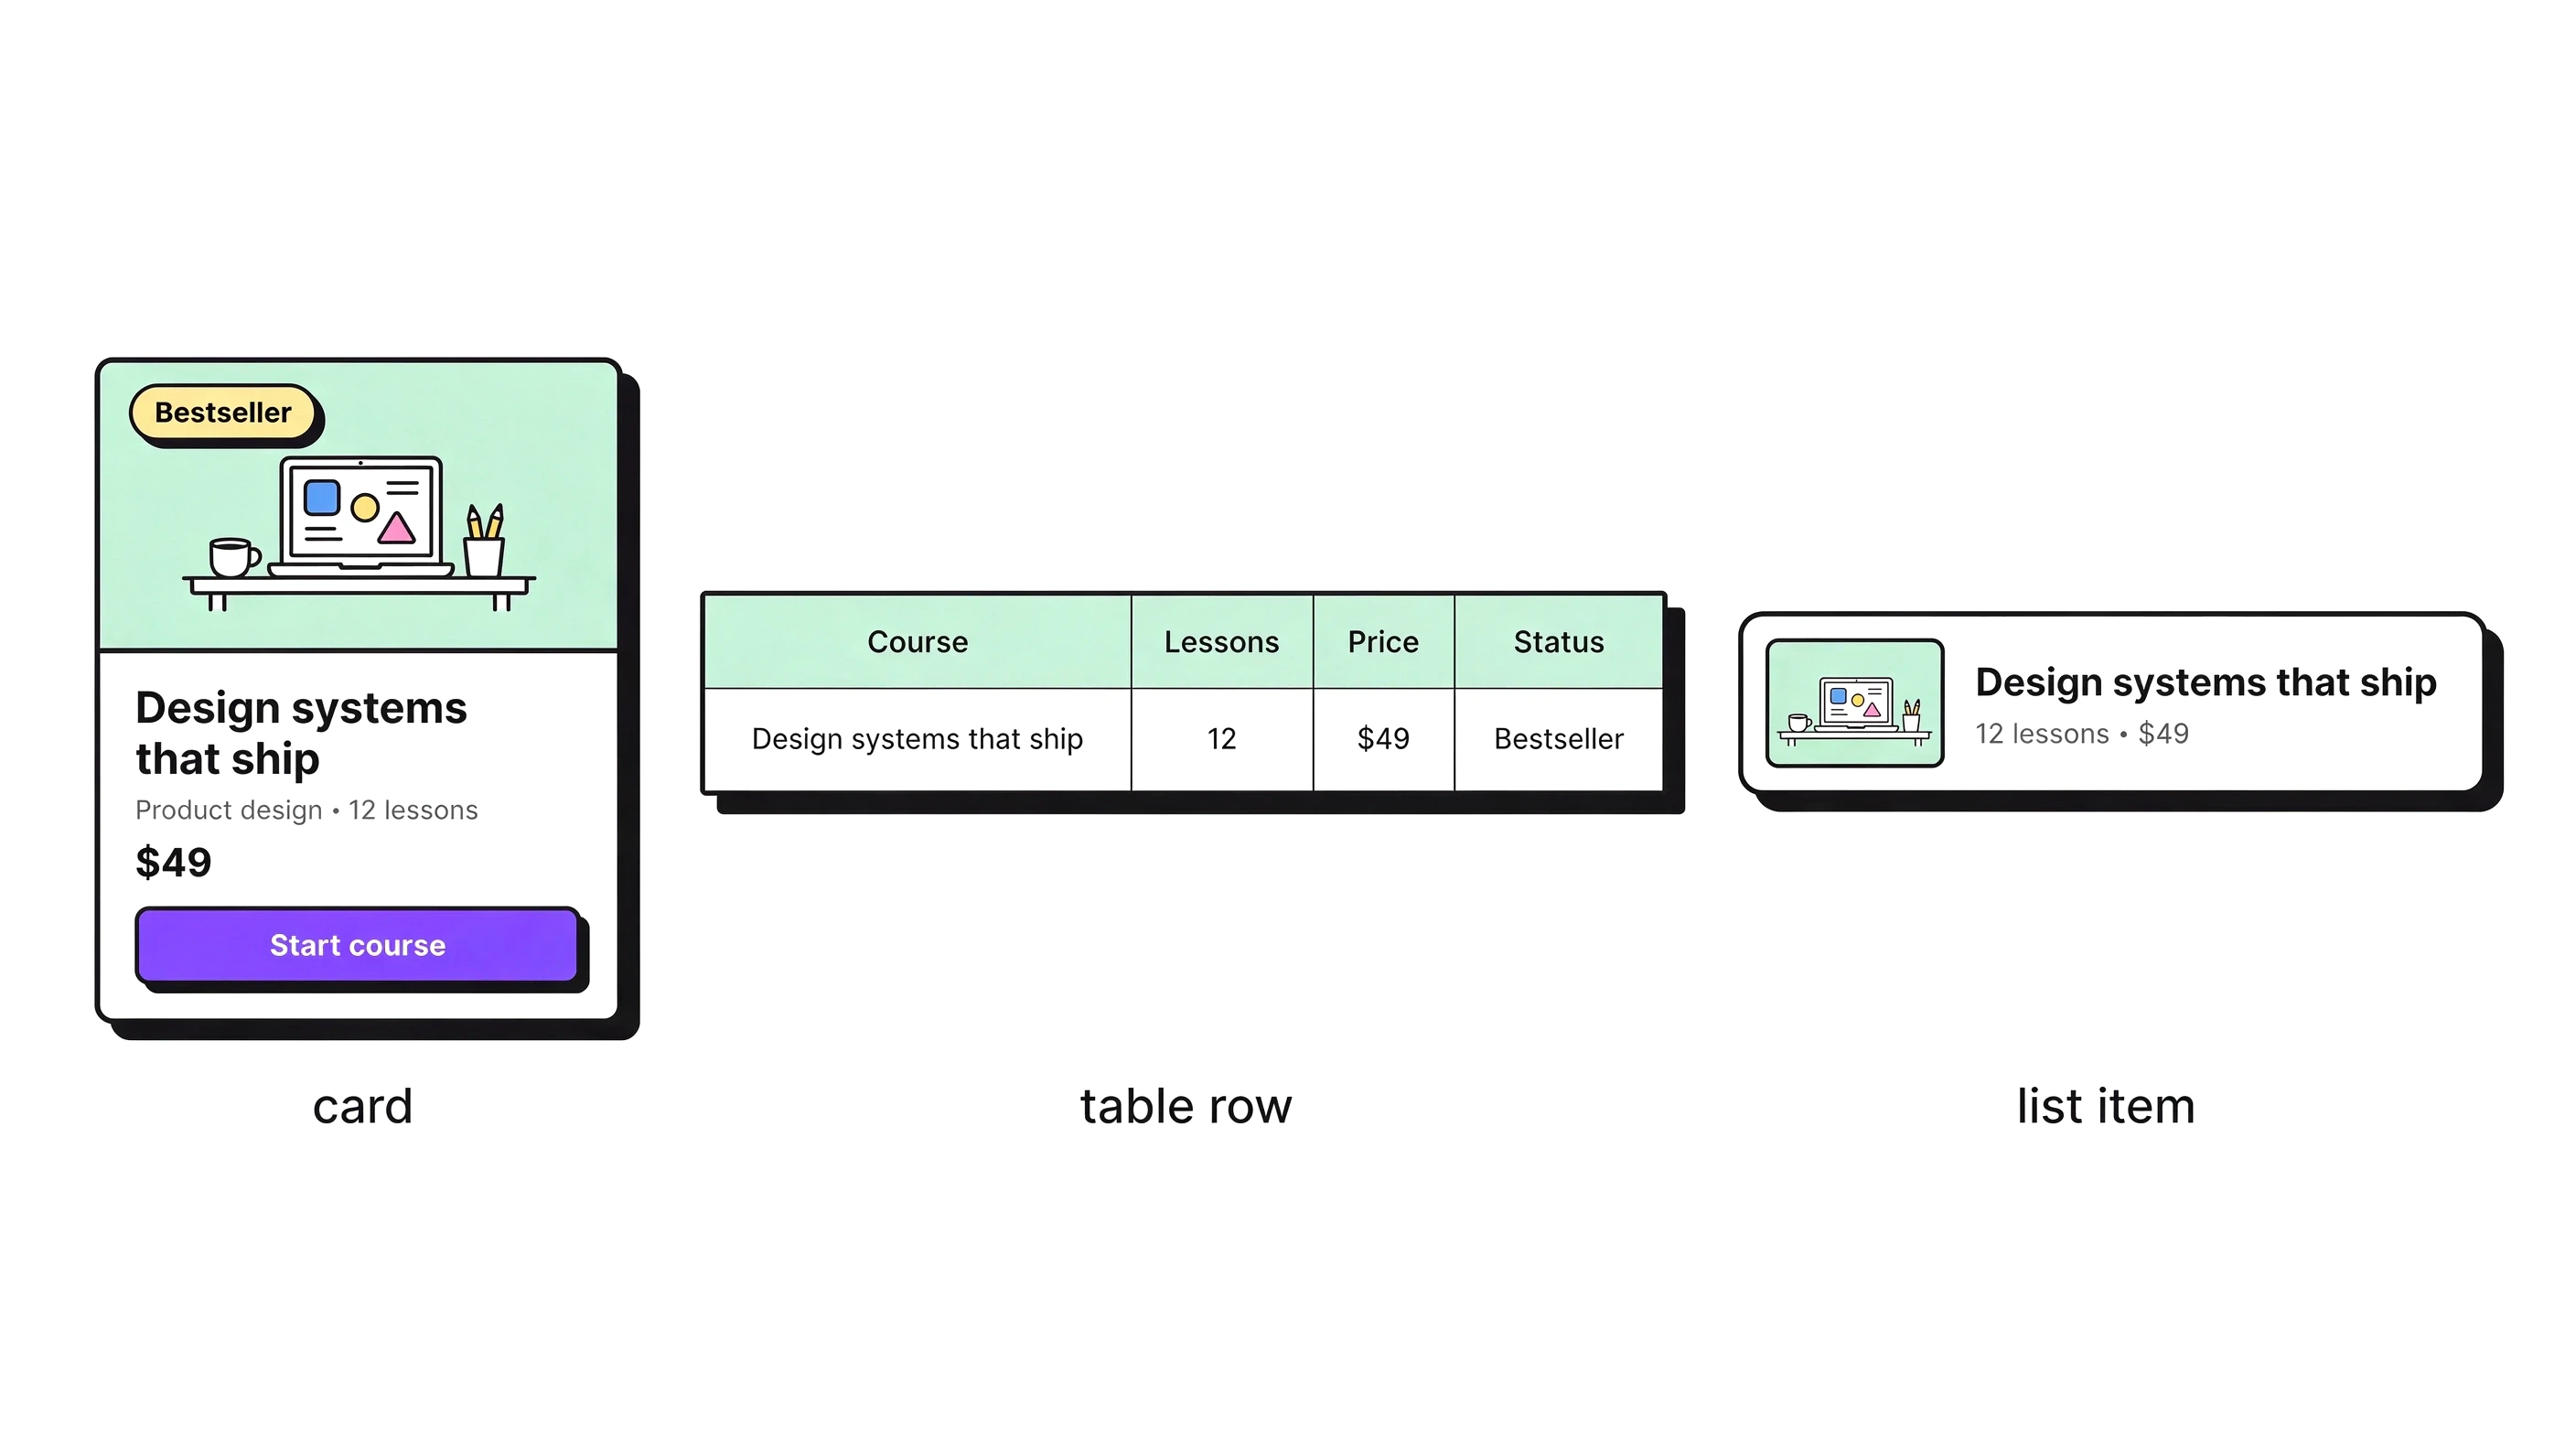 Bestseller
Design systems
that ship
Product design • 12 lessons
$49
Start course
card
Course Lessons Price Status
Design systems that ship 12 $49 Bestseller
table row
Design systems that ship
12 lessons • $49
list item